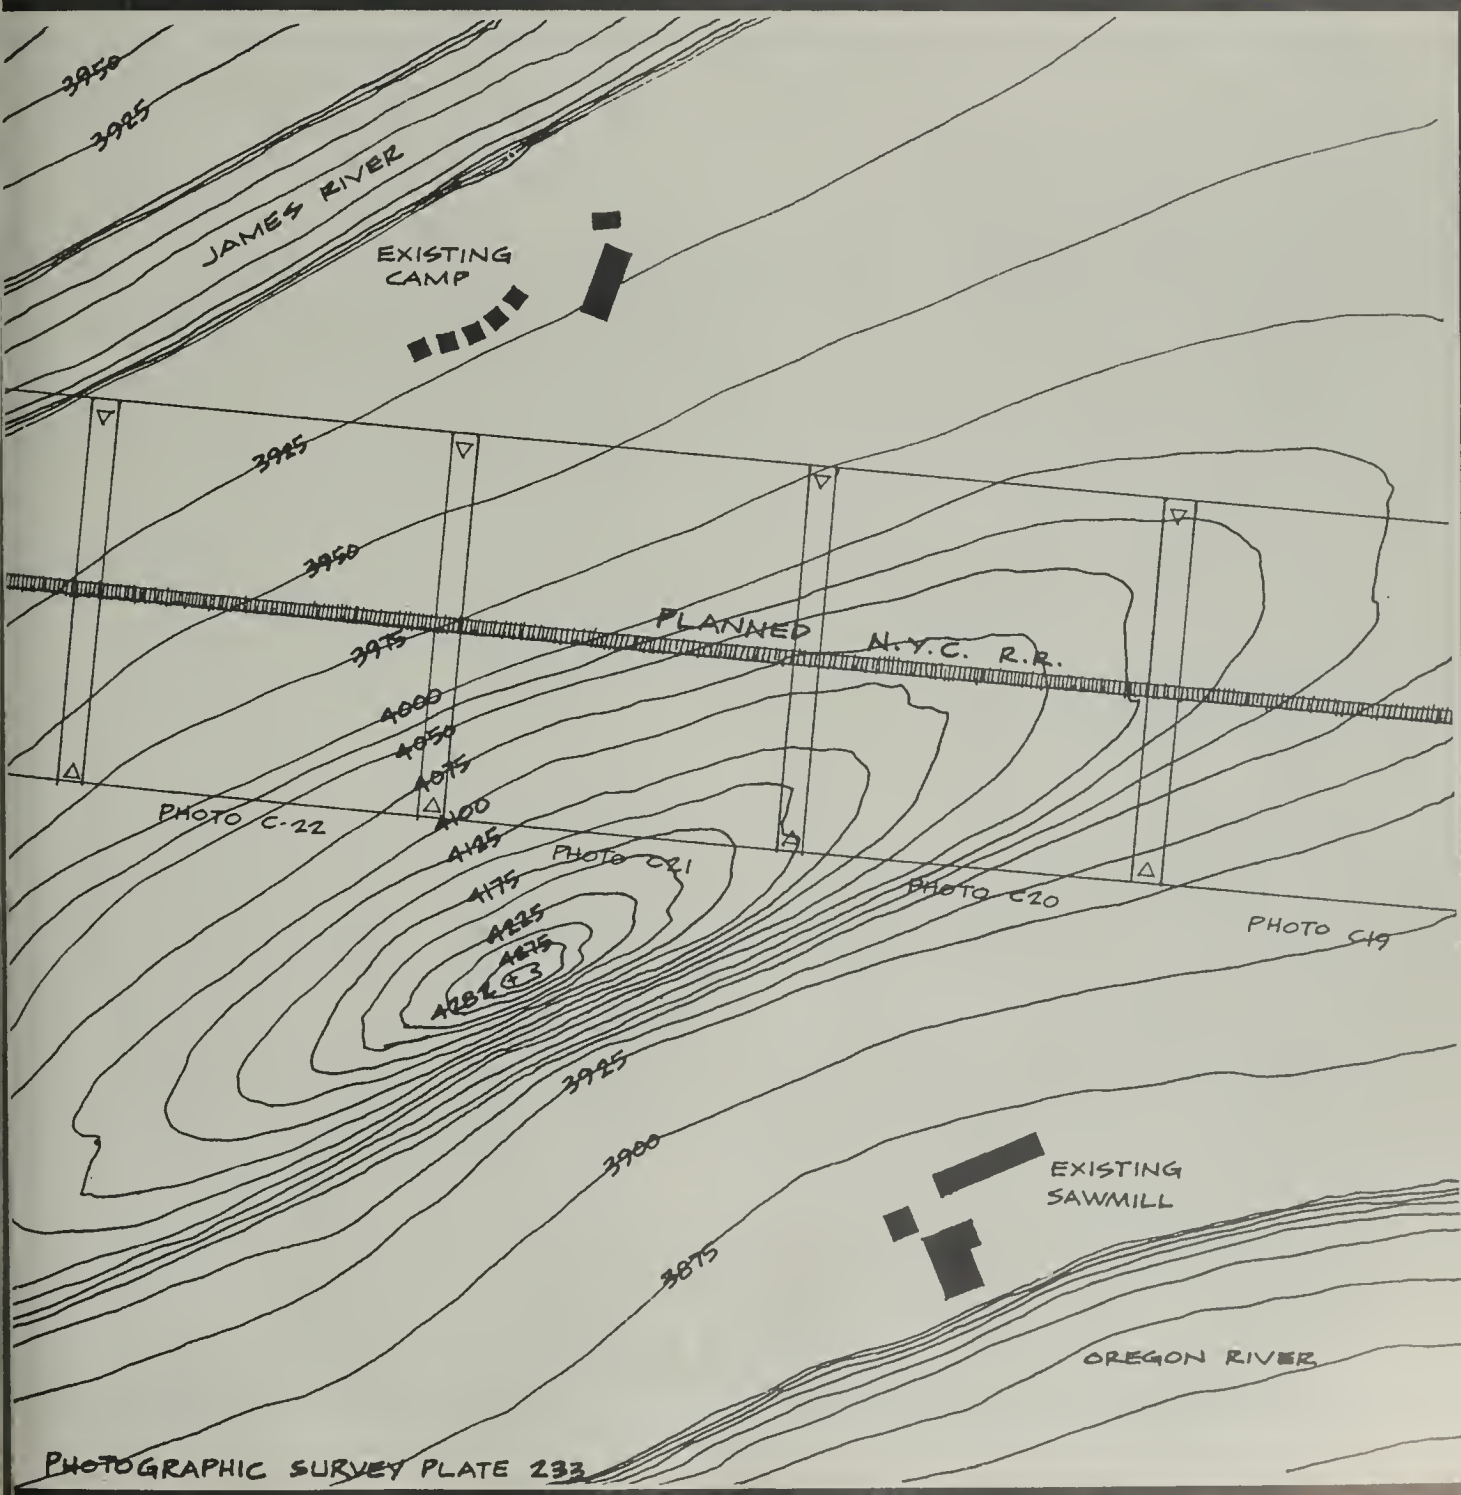 3950
3925
JAMES RIVER
EXISTING
CAMP
3925
3950
PLANNED N.Y.C. R.R.
3975
4000
4050
4075
4100
4125
PHOTO C-22
PHOTO C21
4175
PHOTO C20
4225
PHOTO C19
4275
+ 3
4282
3925
3900
EXISTING
SAWMILL
3875
OREGON RIVER
PHOTOGRAPHIC SURVEY PLATE 233